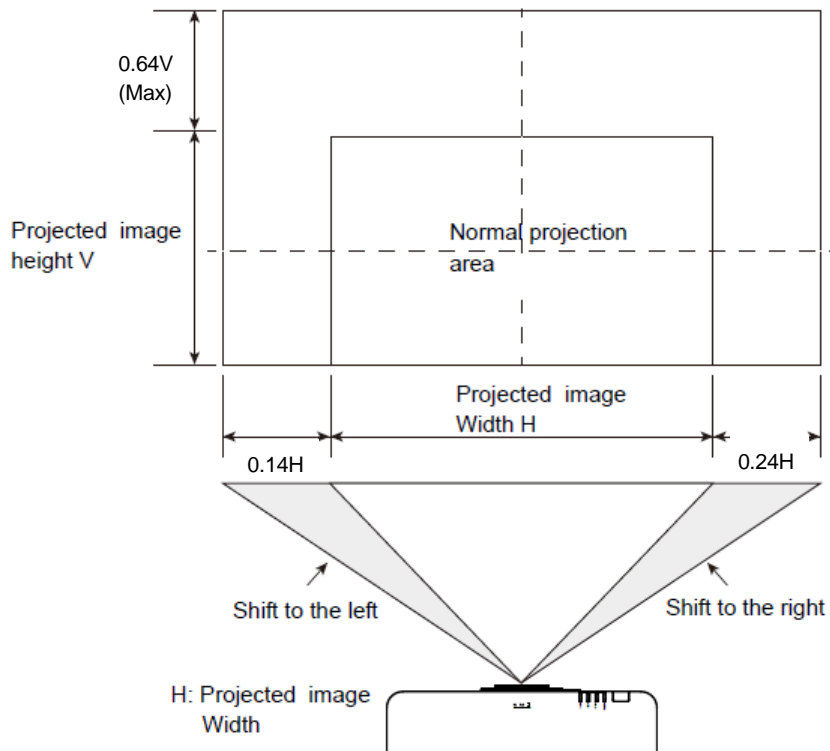 0.64V
(Max)
Projected image
height V
Normal projection
area
Projected image
Width H
0.14H
0.24H
Shift to the left
Shift to the right
H: Projected image
Width